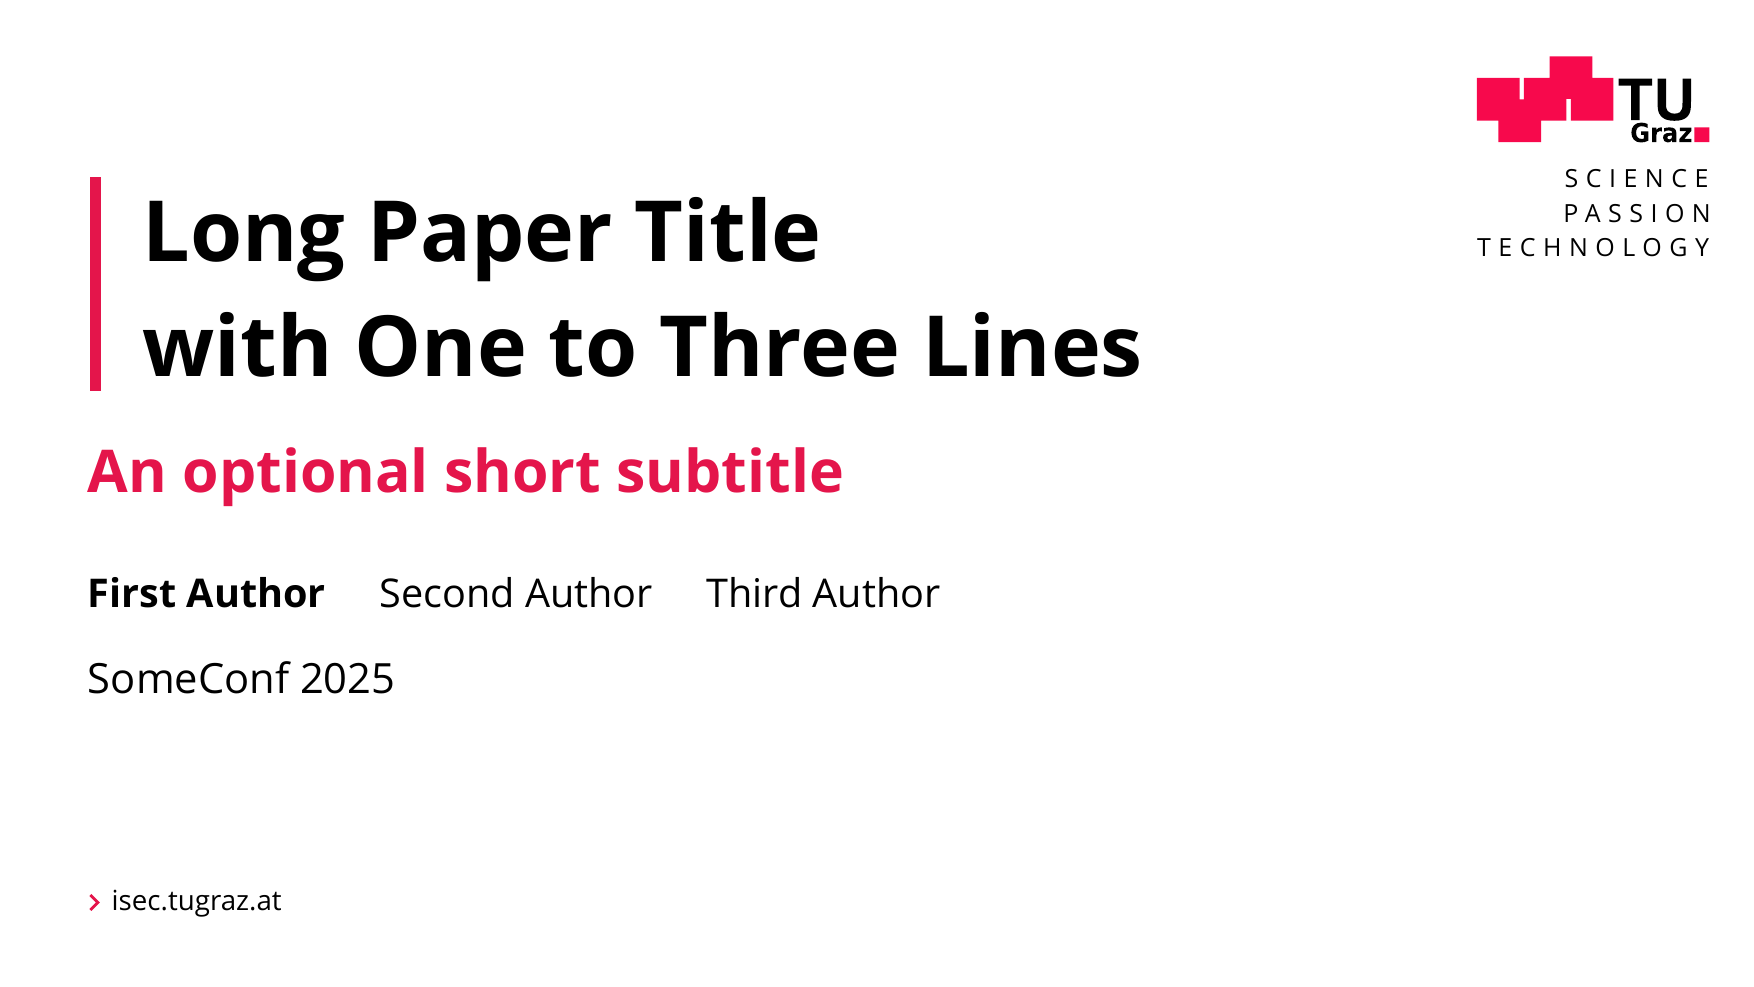 TU
Graz
SCIENCE
PASSION
TECHNOLOGY
Long Paper Title
with One to Three Lines
An optional short subtitle
First Author Second Author Third Author
SomeConf 2025
isec.tugraz.at